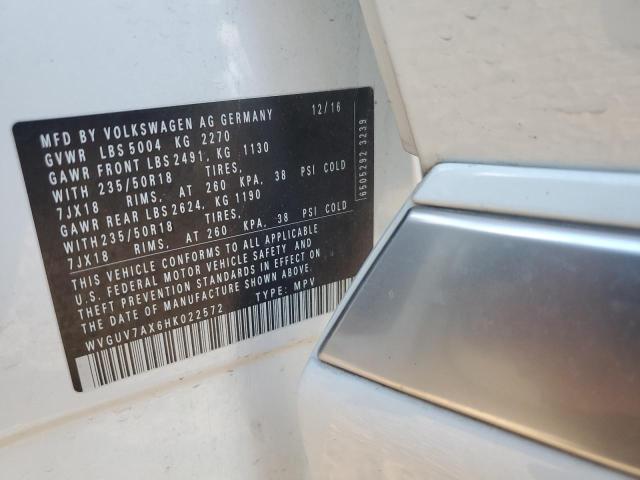 MFD BY VOLKSWAGEN AG GERMANY 12/16
GVWR LBS 5004 KG 2270
GAWR FRONT LBS 2491, KG 1130
WITH 235/50R18 TIRES,
7JX18 RIMS, AT 260 KPA, 38 PSI COLD
GAWR REAR LBS 2624, KG 1190
WITH 235/50R18 TIRES,
7JX18 RIMS. AT 260 KPA, 38 PSI COLD
THIS VEHICLE CONFORMS TO ALL APPLICABLE
U.S. FEDERAL MOTOR VEHICLE SAFETY AND
THEFT PREVENTION STANDARDS IN EFFECT ON
THE DATE OF MANUFACTURE SHOWN ABOVE.
WVGUV7AX6HK022572 TYPE: MPV
6505292 3239